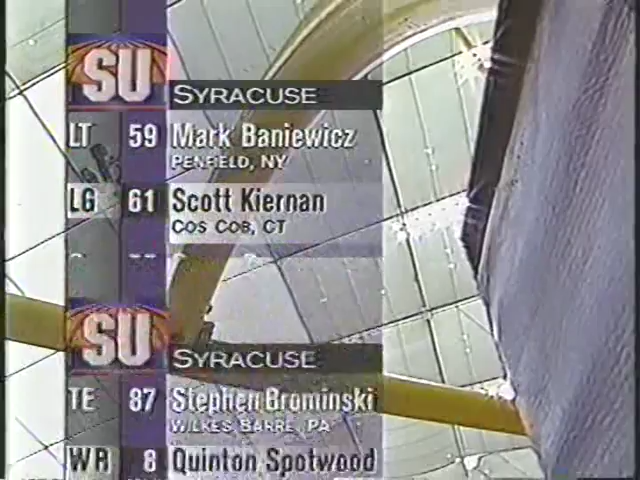 SU
SYRACUSE
LT 59 Mark Baniewicz
PENFIELD, NY
LG 61 Scott Kiernan
COS COB, CT
SU
SYRACUSE
TE 87 Stephen Brominski
WILKES BARRE, PA
WR 8 Quinton Spotwood